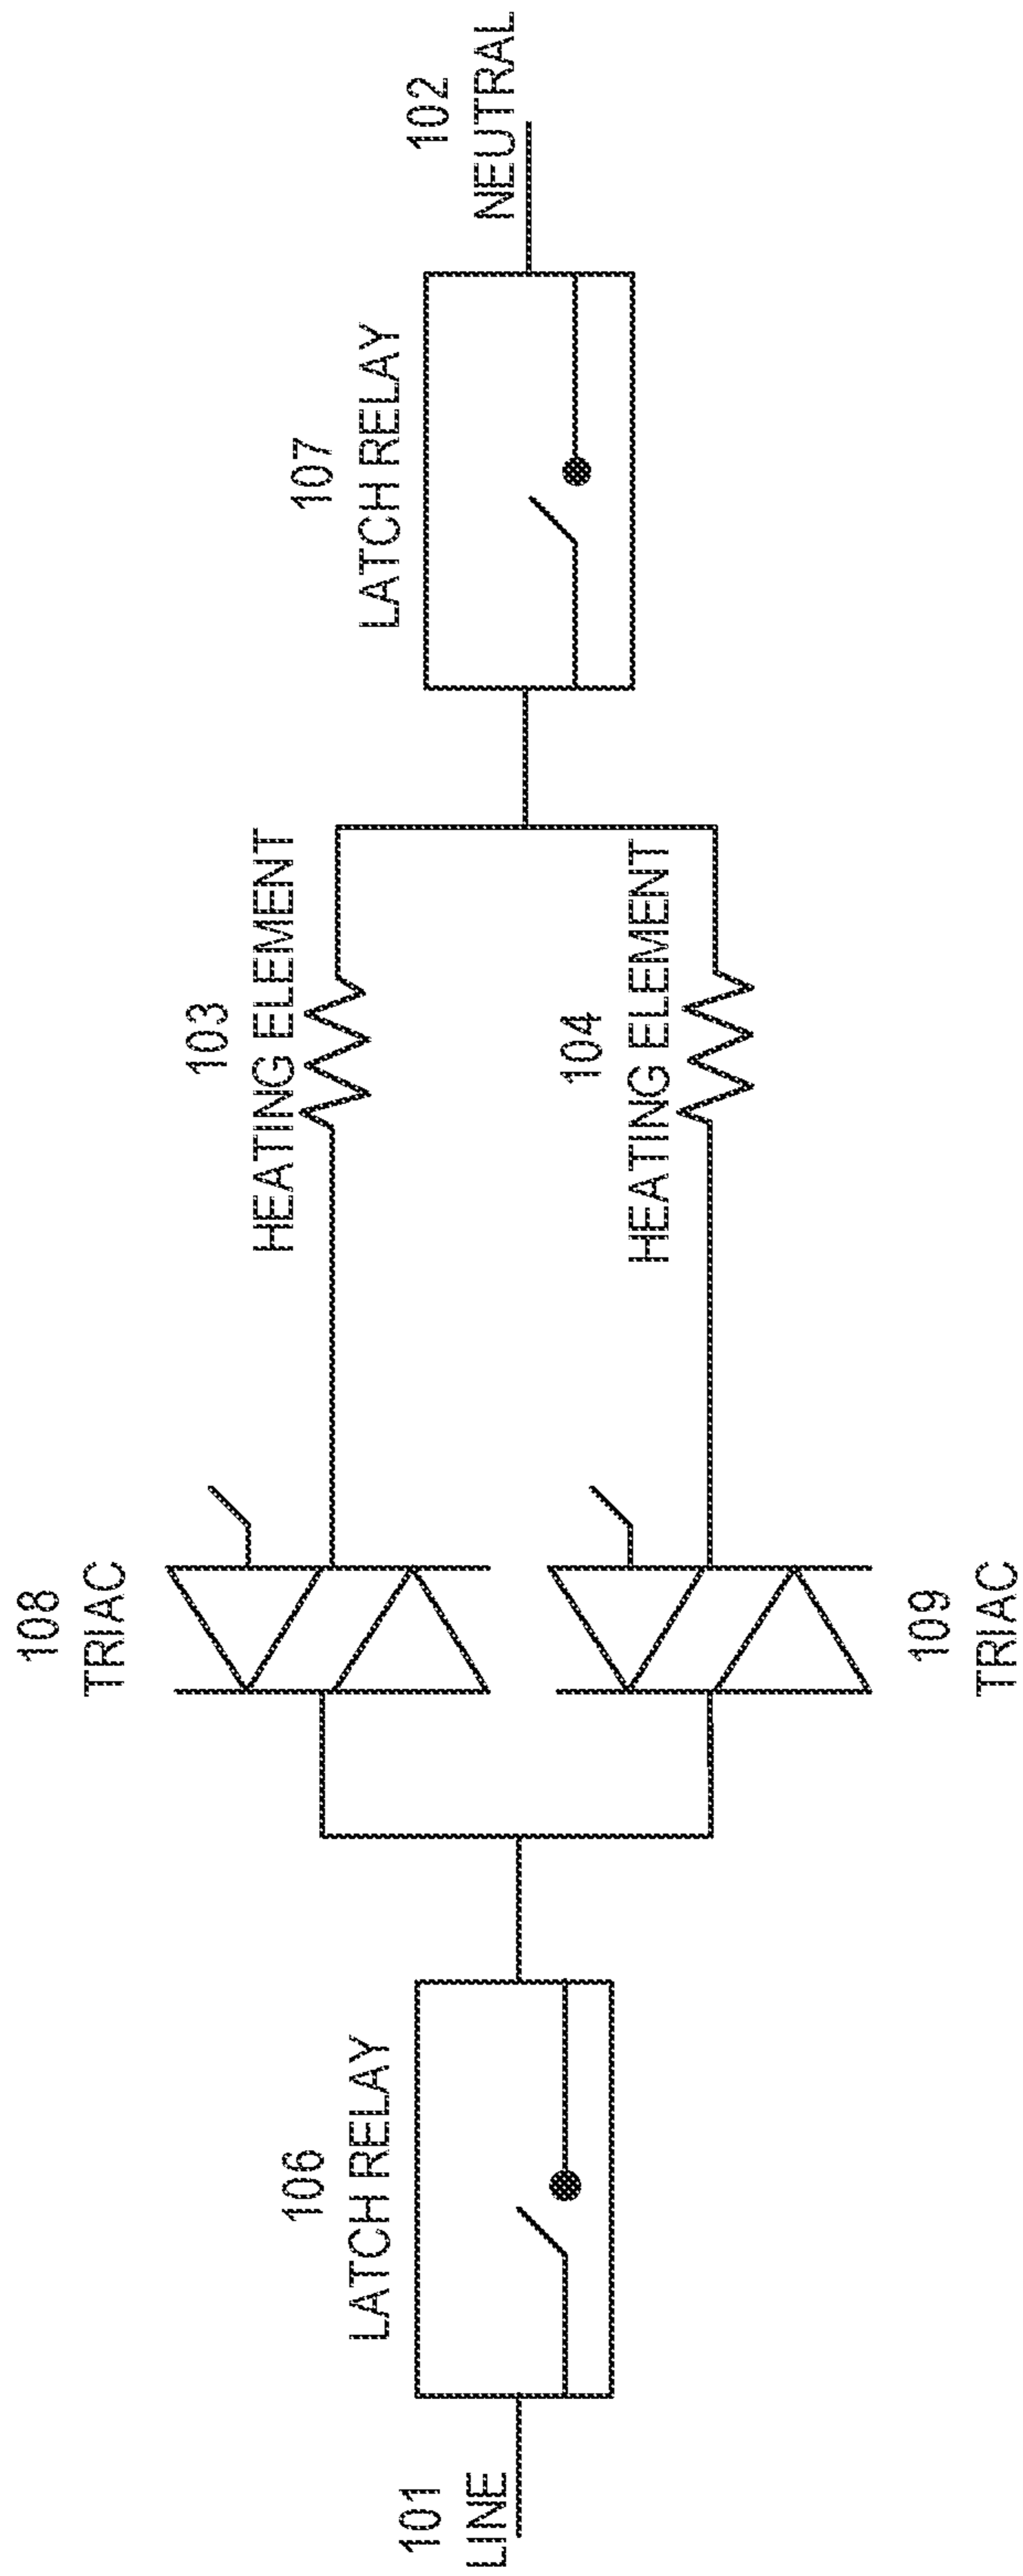 101
LINE
106
LATCH RELAY
108
TRIAC
109
TRIAC
103
HEATING ELEMENT
104
HEATING ELEMENT
107
LATCH RELAY
102
NEUTRAL